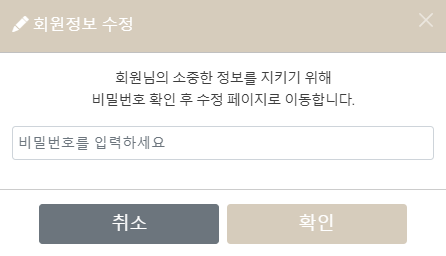 회원정보 수정
회원님의 소중한 정보를 지키기 위해
비밀번호 확인 후 수정 페이지로 이동합니다.
비밀번호를 입력하세요
취소
확인